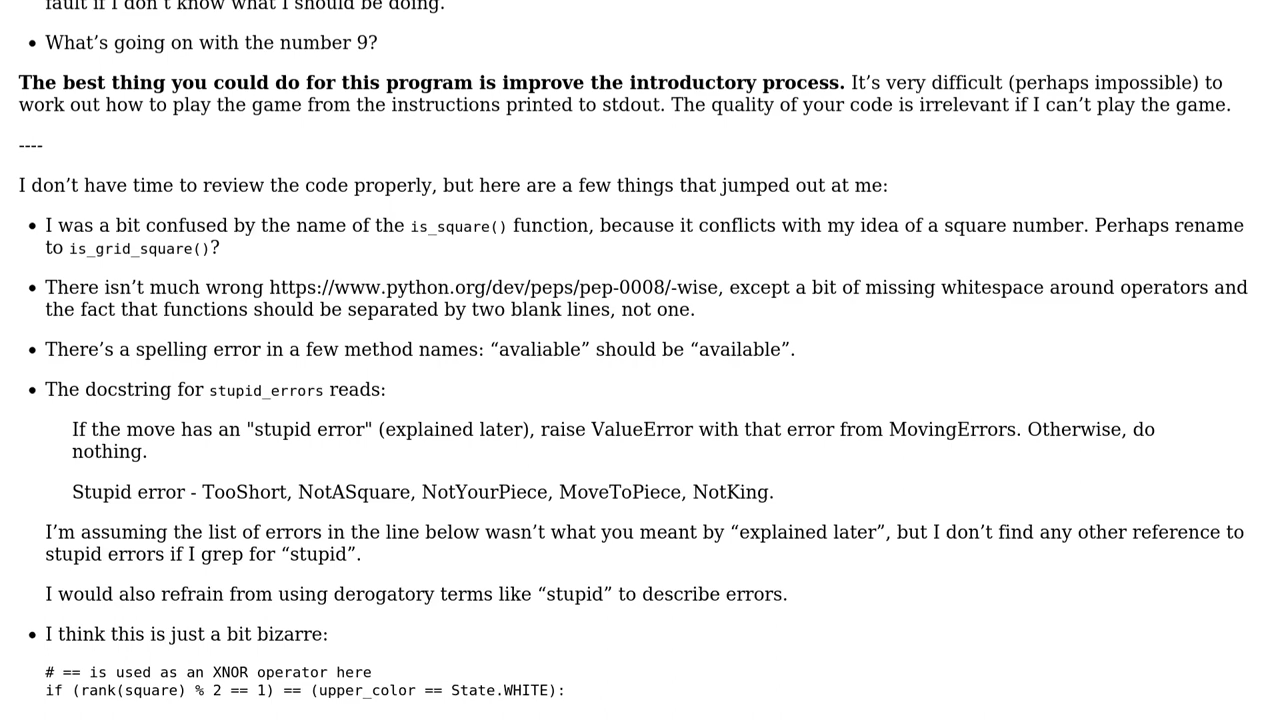 fault if I don’t know what I should be doing.
• What’s going on with the number 9?
The best thing you could do for this program is improve the introductory process. It’s very difficult (perhaps impossible) to
work out how to play the game from the instructions printed to stdout. The quality of your code is irrelevant if I can’t play the game.
----
I don’t have time to review the code properly, but here are a few things that jumped out at me:
• I was a bit confused by the name of the is_square() function, because it conflicts with my idea of a square number. Perhaps rename
to is_grid_square()?
• There isn’t much wrong https://www.python.org/dev/peps/pep-0008/-wise, except a bit of missing whitespace around operators and
the fact that functions should be separated by two blank lines, not one.
• There’s a spelling error in a few method names: “avaliable” should be “available”.
• The docstring for stupid_errors reads:
If the move has an "stupid error" (explained later), raise ValueError with that error from MovingErrors. Otherwise, do
nothing.
Stupid error - TooShort, NotASquare, NotYourPiece, MoveToPiece, NotKing.
I’m assuming the list of errors in the line below wasn’t what you meant by “explained later”, but I don’t find any other reference to
stupid errors if I grep for “stupid”.
I would also refrain from using derogatory terms like “stupid” to describe errors.
• I think this is just a bit bizarre:
# == is used as an XNOR operator here
if (rank(square) % 2 == 1) == (upper_color == State.WHITE):